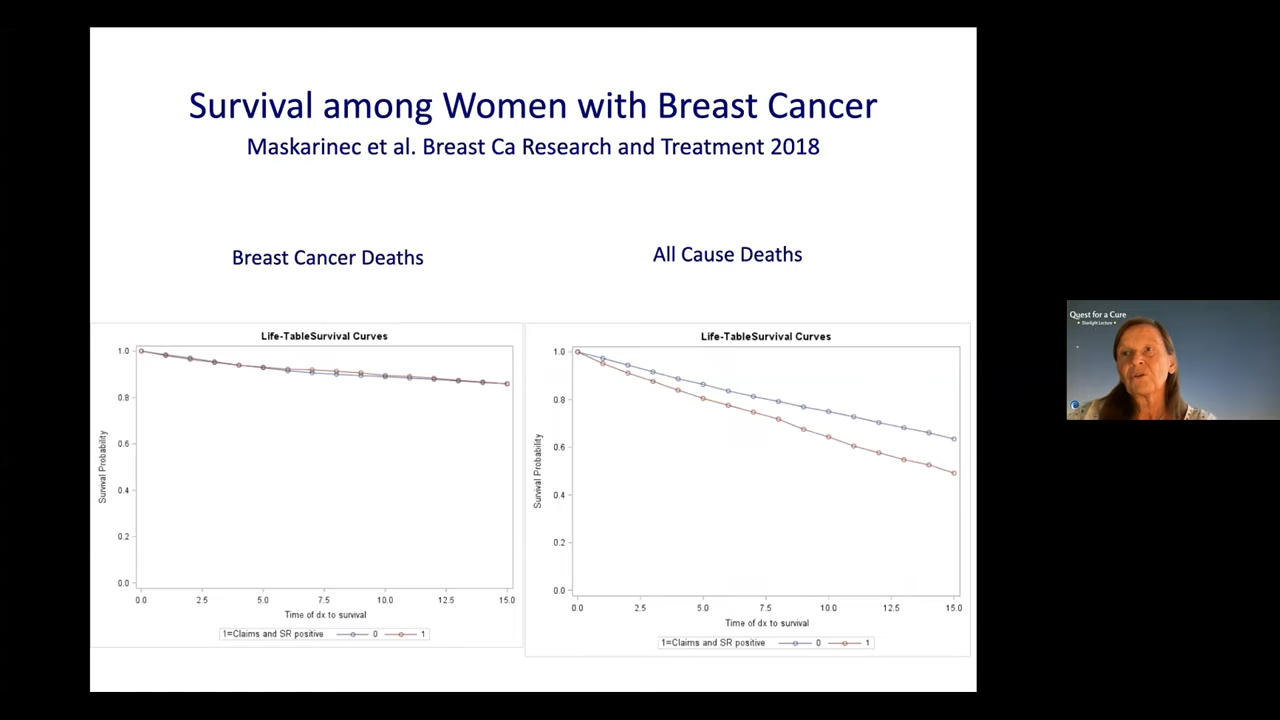 Survival among Women with Breast Cancer
Maskarinec et al. Breast Ca Research and Treatment 2018
Breast Cancer Deaths
All Cause Deaths
Life-TableSurvival Curves
1.0
0.8
0.6
0.4
0.2
0.0
Survival Probability
0.0 2.5 5.0 7.5 10.0 12.5 15.0
Time of dx to survival
1=Claims and SR positive 0 1
Life-TableSurvival Curves
1.0
0.8
0.6
0.4
0.2
0.0
Survival Probability
0.0 2.5 5.0 7.5 10.0 12.5 15.0
Time of dx to survival
1=Claims and SR positive 0 1
Quest for a Cure
• Starlight Lecture •